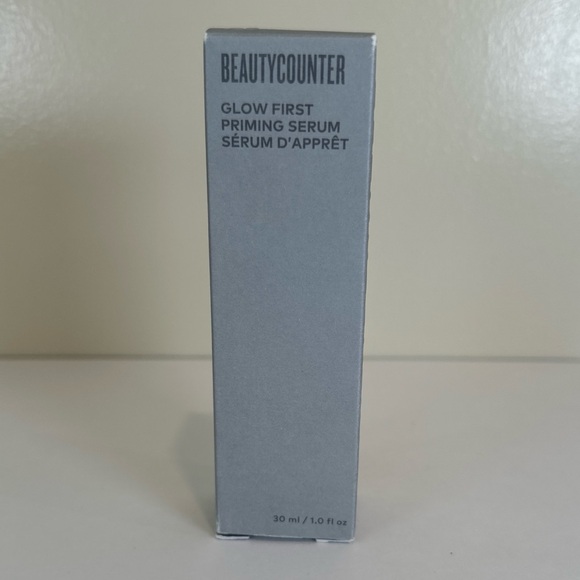 BEAUTYCOUNTER
GLOW FIRST
PRIMING SERUM
SÉRUM D'APPRÊT
30 ml / 1.0 fl oz